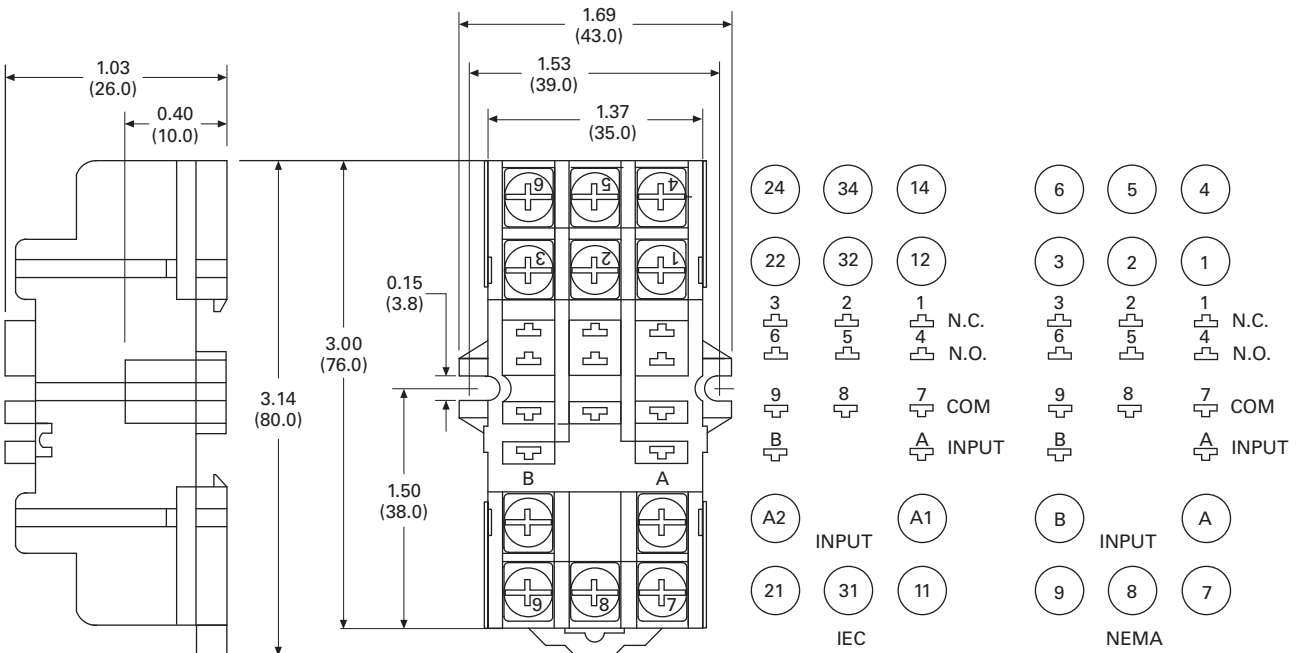 1.69
(43.0)
1.03
(26.0)
1.53
(39.0)
0.40
(10.0)
1.37
(35.0)
6 5 4
3 2 1
0.15
(3.8)
3.00
(76.0)
3.14
(80.0)
1.50
(38.0)
B A
9 8 7
24 34 14
22 32 12
3 2 1 N.C.
6 5 4 N.O.
9 8 7 COM
B A INPUT
A2 A1
INPUT
21 31 11
IEC
6 5 4
3 2 1
3 2 1 N.C.
6 5 4 N.O.
9 8 7 COM
B A INPUT
B A
INPUT
9 8 7
NEMA